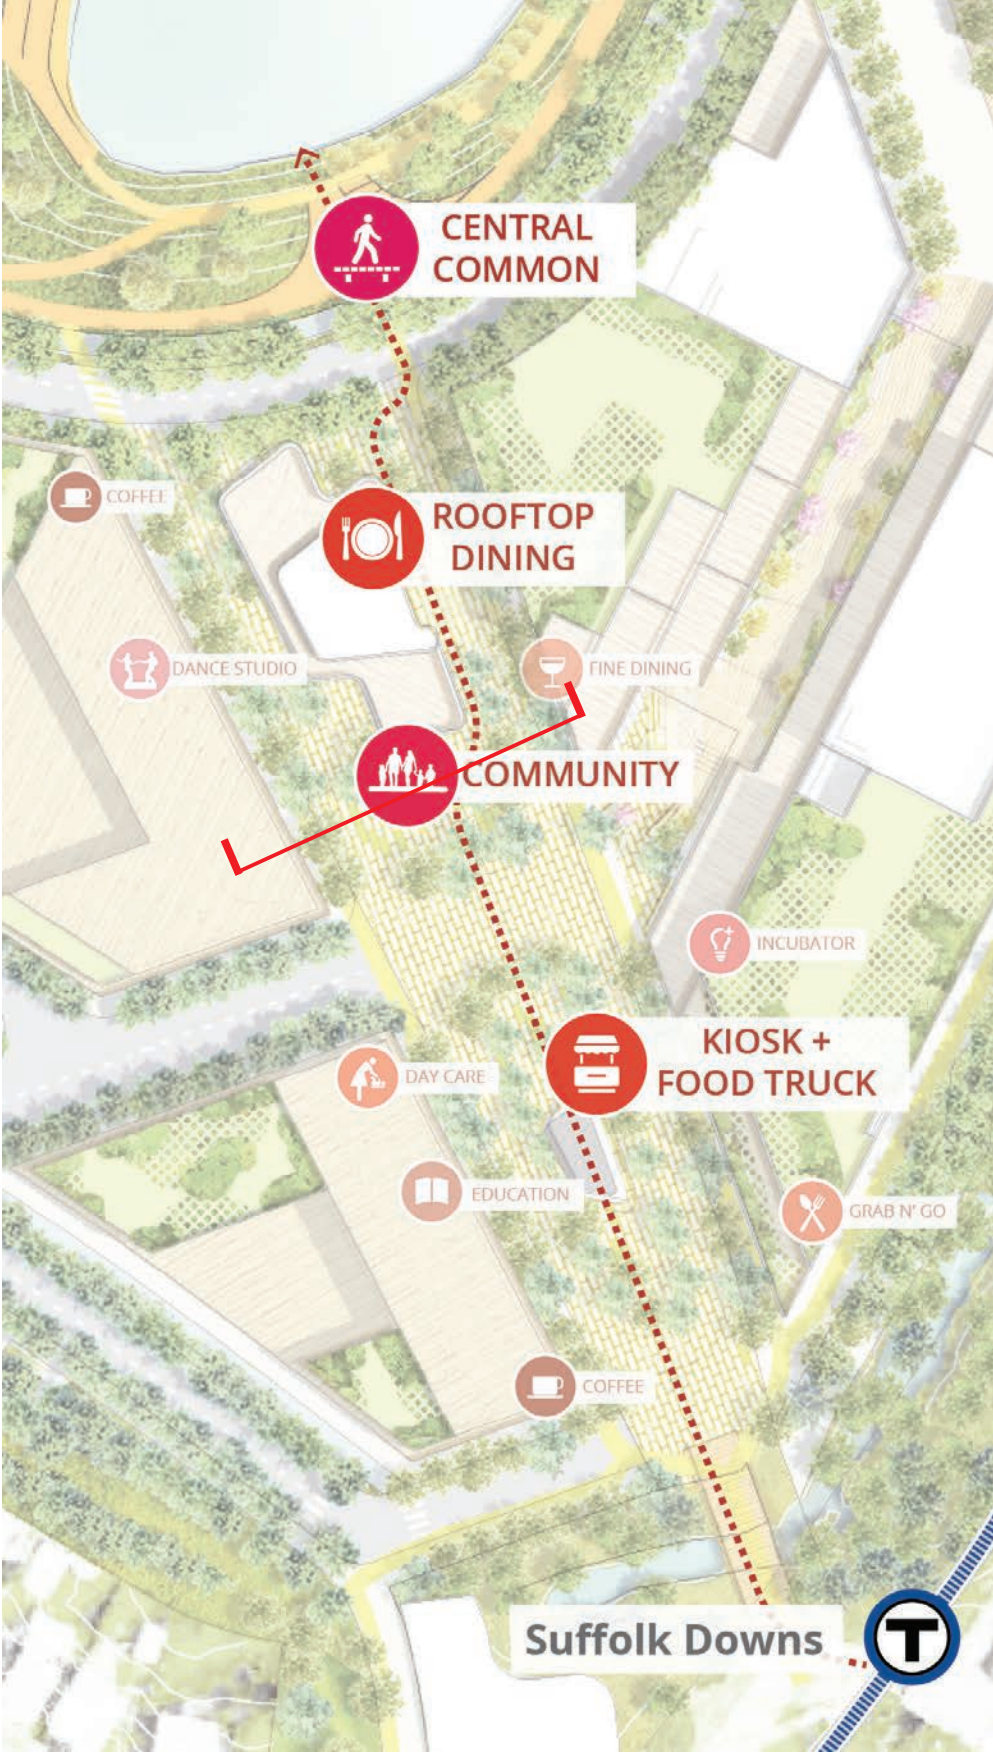 CENTRAL
COMMON
COFFEE
ROOFTOP
DINING
DANCE STUDIO
FINE DINING
COMMUNITY
INCUBATOR
KIOSK +
FOOD TRUCK
DAY CARE
EDUCATION
GRAB N' GO
COFFEE
Suffolk Downs
T